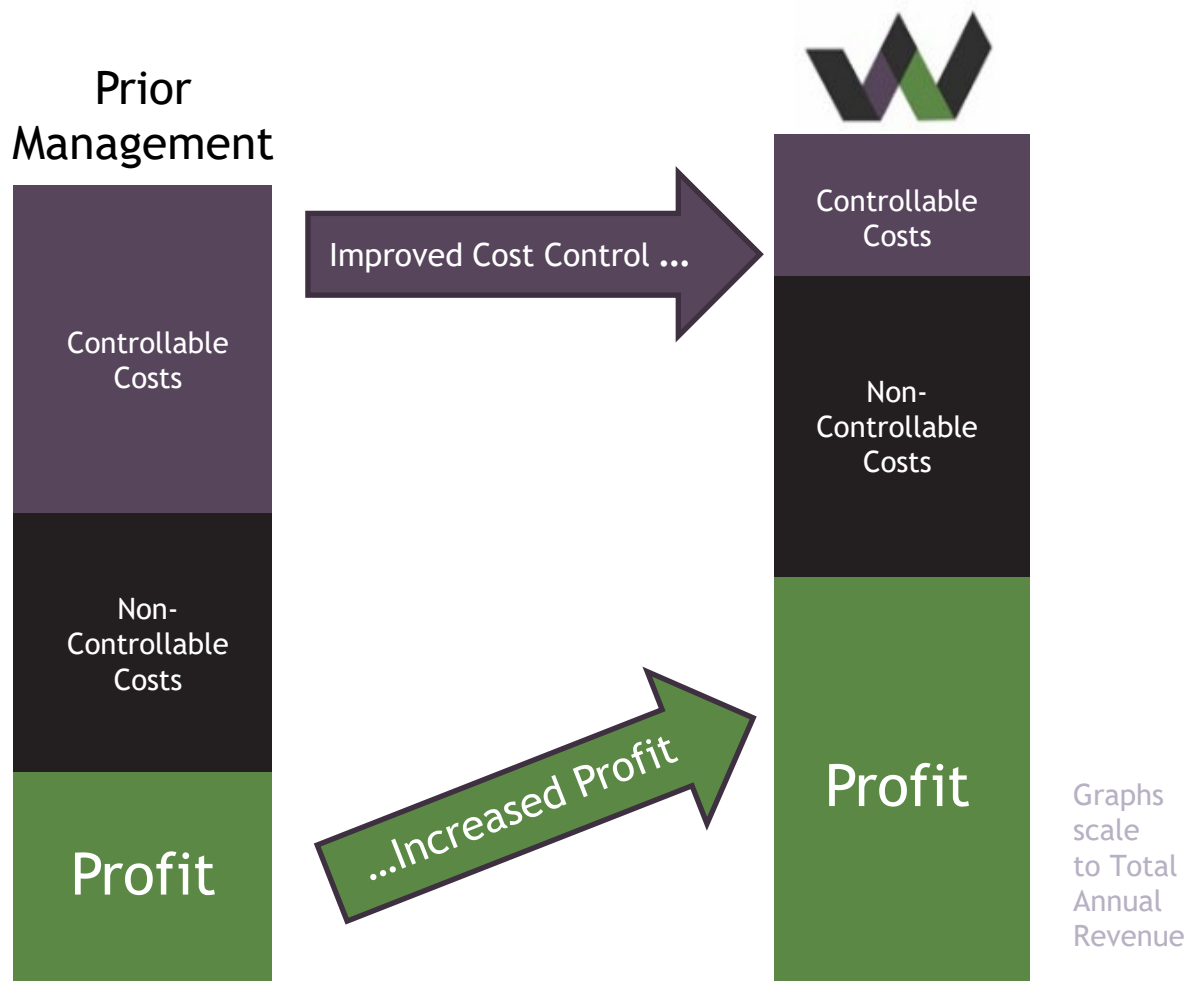 Prior
Management
Controllable
Costs
Non-
Controllable
Costs
Profit
Improved Cost Control ...
...Increased Profit
Controllable
Costs
Non-
Controllable
Costs
Profit
Graphs
scale
to Total
Annual
Revenue